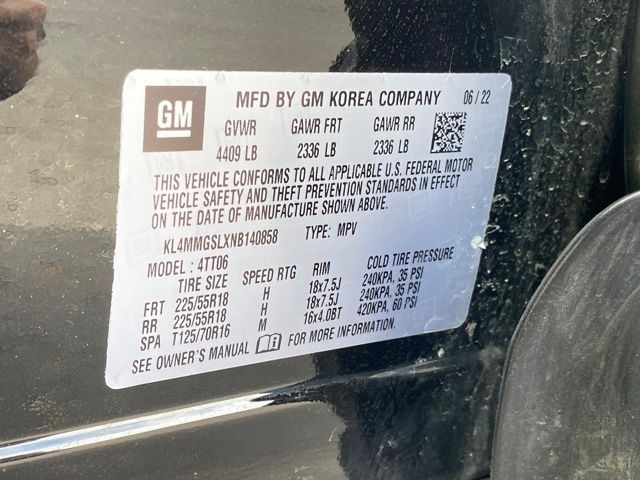 GM
MFD BY GM KOREA COMPANY 06 / 22
GVWR GAWR FRT GAWR RR
4409 LB 2336 LB 2336 LB
THIS VEHICLE CONFORMS TO ALL APPLICABLE U.S. FEDERAL MOTOR
VEHICLE SAFETY AND THEFT PREVENTION STANDARDS IN EFFECT
ON THE DATE OF MANUFACTURE SHOWN ABOVE.
KL4MMGSLXNB140858 TYPE: MPV
MODEL : 4TT06
TIRE SIZE SPEED RTG RIM COLD TIRE PRESSURE
FRT 225/55R18 H 18x7.5J 240KPA, 35 PSI
RR 225/55R18 H 18x7.5J 240KPA, 35 PSI
SPA T125/70R16 M 16x4.0BT 420KPA, 60 PSI
SEE OWNER'S MANUAL FOR MORE INFORMATION.